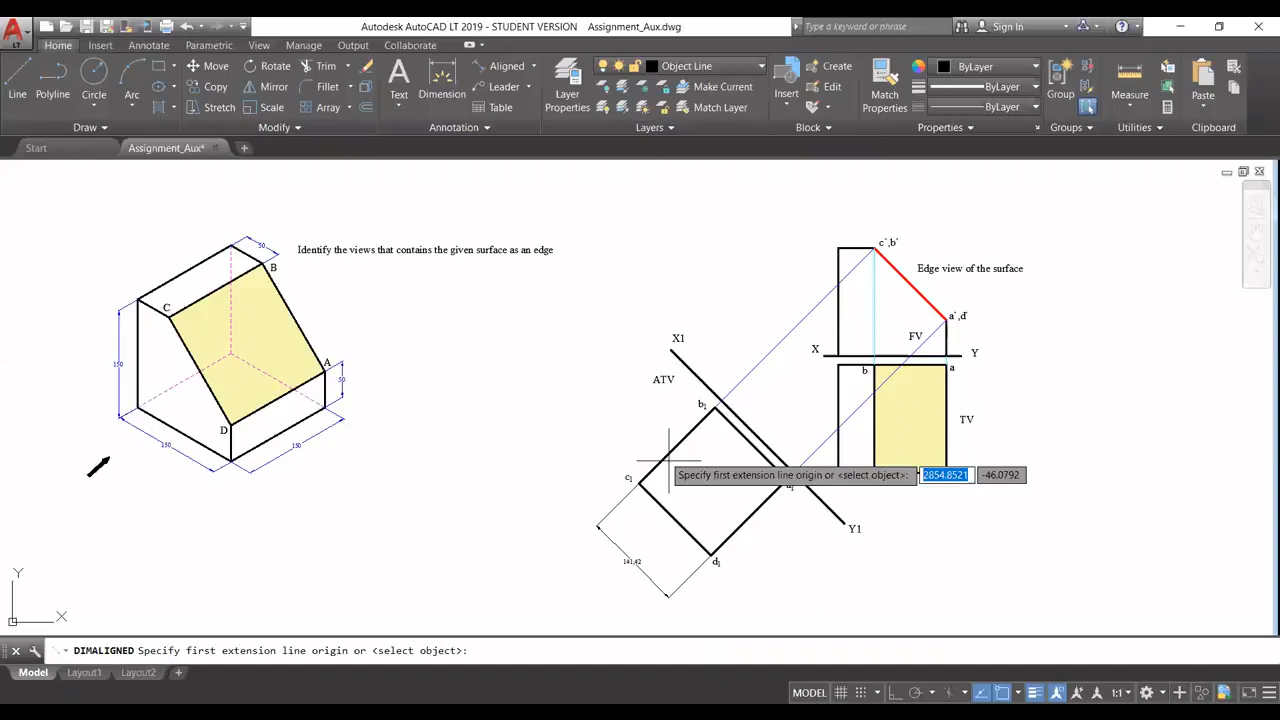 Autodesk AutoCAD LT 2019 - STUDENT VERSION Assignment_Aux.dwg
Type a keyword or phrase
Sign In
LT
Home Insert Annotate Parametric View Manage Output Collaborate
Line Polyline Circle Arc
Move Rotate Trim
Copy Mirror Fillet
Stretch Scale Array
Text Dimension
Aligned
Leader
Table
Layer Properties
Object Line
Make Current
Match Layer
Insert
Create
Edit
Match Properties
ByLayer
ByLayer
ByLayer
Group
Measure
Paste
Draw Modify Annotation Layers Block Properties Groups Utilities Clipboard
Start Assignment_Aux*
50
B
Identify the views that contains the given surface as an edge
C
150
A
50
D
150
150
c`,b`
Edge view of the surface
a`,d`
FV
X
Y
b
a
TV
X1
ATV
b1
c1
a1
d1
Y1
141,42
Specify first extension line origin or <select object>: 2854.8521 -46.0792
Y
X
DIMALIGNED Specify first extension line origin or <select object>:
Model Layout1 Layout2
MODEL 1:1